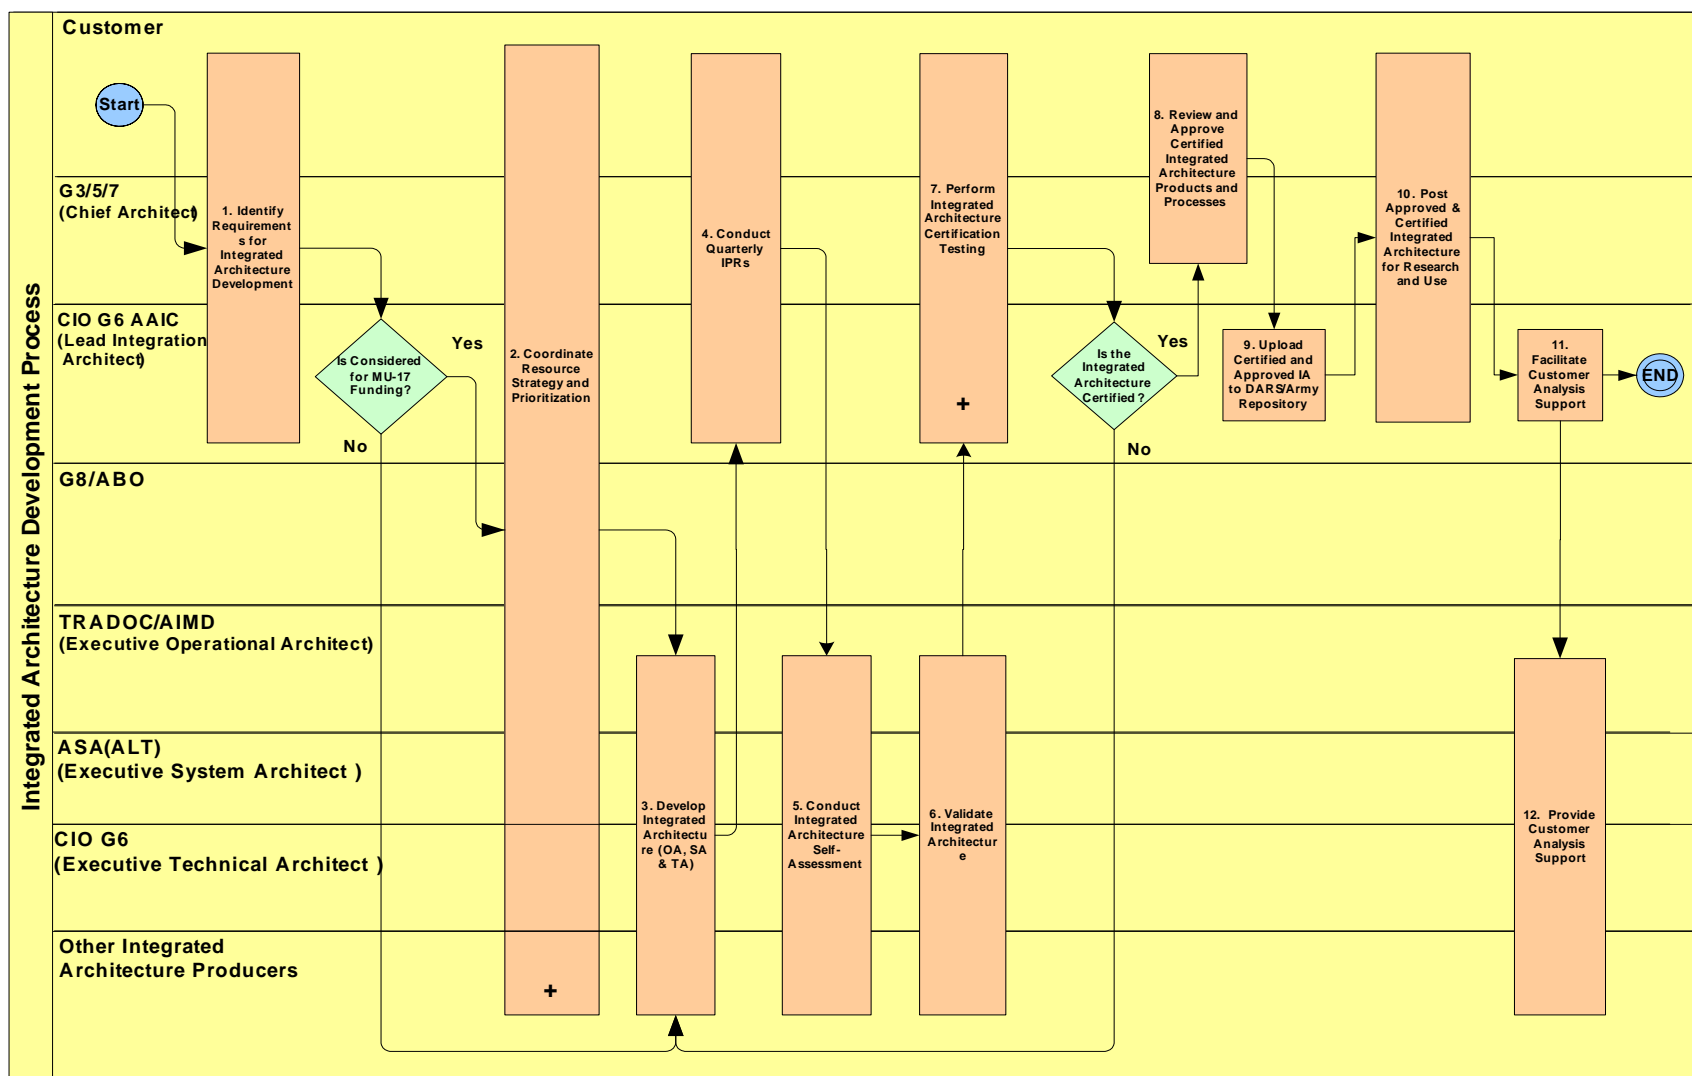 Integrated Architecture Development Process
Customer
Start
G3/5/7
(Chief Architect)
1. Identify
Requirement
s for
Integrated
Architecture
Development
CIO G6 AAIC
(Lead Integration
Architect)
Is Considered
for MU-17
Funding?
Yes
No
2. Coordinate
Resource
Strategy and
Prioritization
+
4. Conduct
Quarterly
IPRs
7. Perform
Integrated
Architecture
Certification
Testing
+
8. Review and
Approve
Certified
Integrated
Architecture
Products and
Processes
Is the
Integrated
Architecture
Certified ?
Yes
No
9. Upload
Certified and
Approved IA
to DARS/Army
Repository
10. Post
Approved &
Certified
Integrated
Architecture
for Research
and Use
11.
Facilitate
Customer
Analysis
Support
END
G8/ABO
TRADOC/AIMD
(Executive Operational Architect)
ASA(ALT)
(Executive System Architect )
CIO G6
(Executive Technical Architect )
3. Develop
Integrated
Architectu
re (OA, SA
& TA)
5. Conduct
Integrated
Architecture
Self-
Assessment
6. Validate
Integrated
Architectur
e
12. Provide
Customer
Analysis
Support
Other Integrated
Architecture Producers